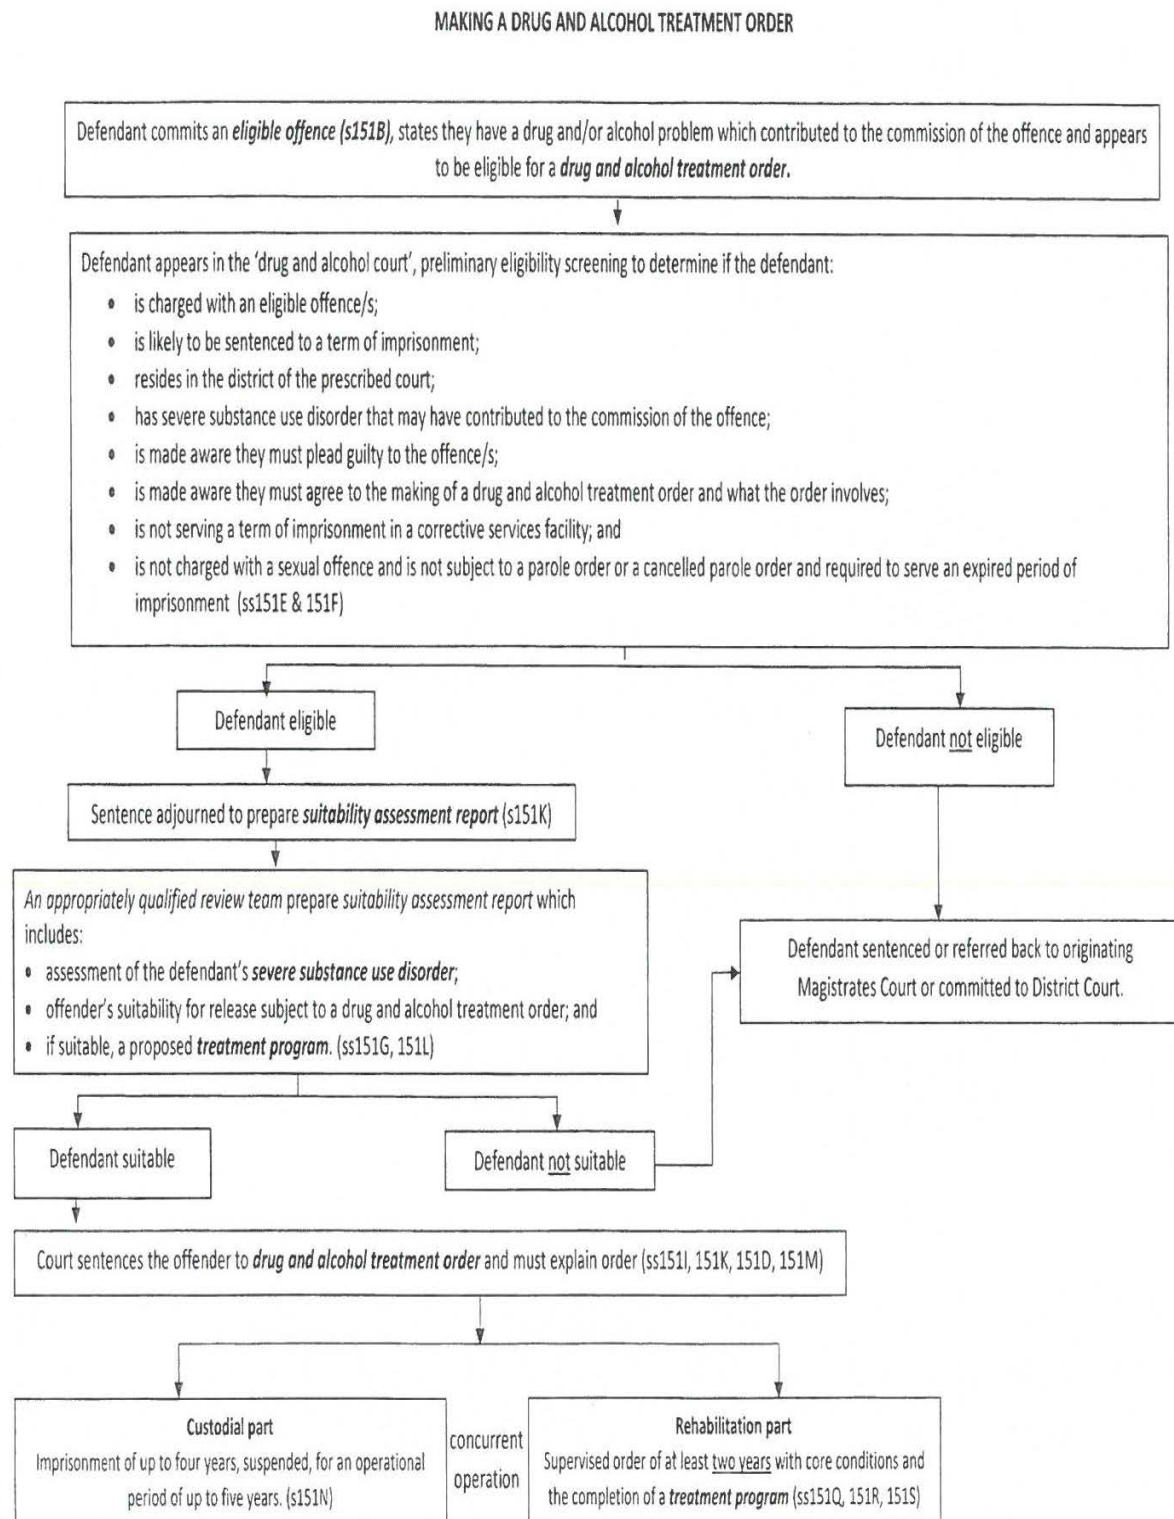 MAKING A DRUG AND ALCOHOL TREATMENT ORDER
Defendant commits an eligible offence (s151B), states they have a drug and/or alcohol problem which contributed to the commission of the offence and appears
to be eligible for a drug and alcohol treatment order.
Defendant appears in the 'drug and alcohol court', preliminary eligibility screening to determine if the defendant:
• is charged with an eligible offence/s;
• is likely to be sentenced to a term of imprisonment;
• resides in the district of the prescribed court;
• has severe substance use disorder that may have contributed to the commission of the offence;
• is made aware they must plead guilty to the offence/s;
• is made aware they must agree to the making of a drug and alcohol treatment order and what the order involves;
• is not serving a term of imprisonment in a corrective services facility; and
• is not charged with a sexual offence and is not subject to a parole order or a cancelled parole order and required to serve an expired period of
imprisonment (ss151E & 151F)
Defendant eligible
Defendant not eligible
Sentence adjourned to prepare suitability assessment report (s151K)
An appropriately qualified review team prepare suitability assessment report which
includes:
• assessment of the defendant's severe substance use disorder;
• offender's suitability for release subject to a drug and alcohol treatment order; and
• if suitable, a proposed treatment program. (ss151G, 151L)
Defendant sentenced or referred back to originating
Magistrates Court or committed to District Court.
Defendant suitable
Defendant not suitable
Court sentences the offender to drug and alcohol treatment order and must explain order (ss151I, 151K, 151D, 151M)
Custodial part
Imprisonment of up to four years, suspended, for an operational
period of up to five years. (s151N)
concurrent
operation
Rehabilitation part
Supervised order of at least two years with core conditions and
the completion of a treatment program (ss151Q, 151R, 151S)